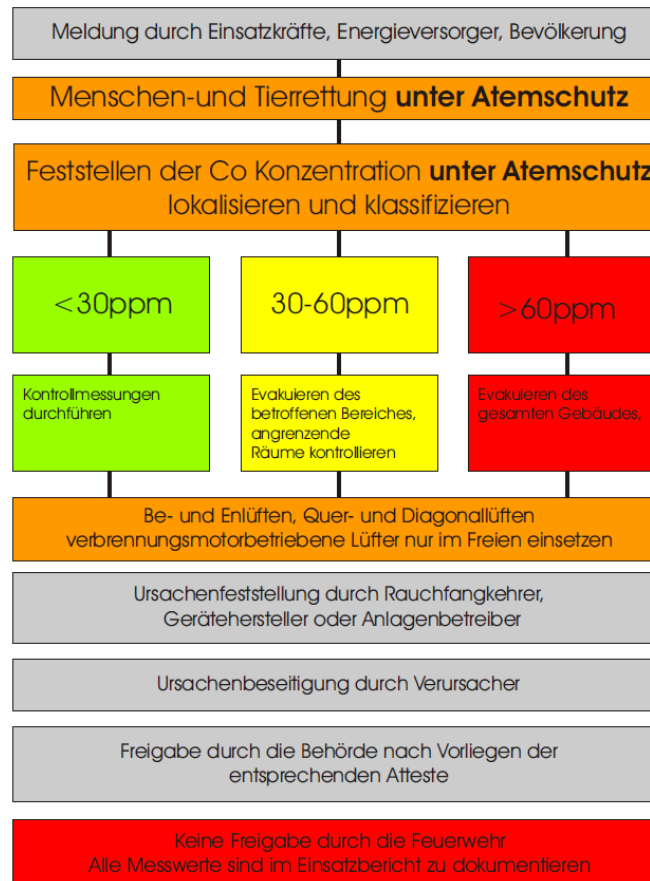 Meldung durch Einsatzkräfte, Energieversorger, Bevölkerung
Menschen-und Tierrettung unter Atemschutz
Feststellen der Co Konzentration unter Atemschutz
lokalisieren und klassifizieren
<30ppm
30-60ppm
>60ppm
Kontrollmessungen
durchführen
Evakuieren des
betroffenen Bereiches,
angrenzende
Räume kontrollieren
Evakuieren des
gesamten Gebäudes,
Be- und Enlüften, Quer- und Diagonallüften
verbrennungsmotorbetriebene Lüfter nur im Freien einsetzen
Ursachenfeststellung durch Rauchfangkehrer,
Gerätehersteller oder Anlagenbetreiber
Ursachenbeseitigung durch Verursacher
Freigabe durch die Behörde nach Vorliegen der
entsprechenden Atteste
Keine Freigabe durch die Feuerwehr
Alle Messwerte sind im Einsatzbericht zu dokumentieren